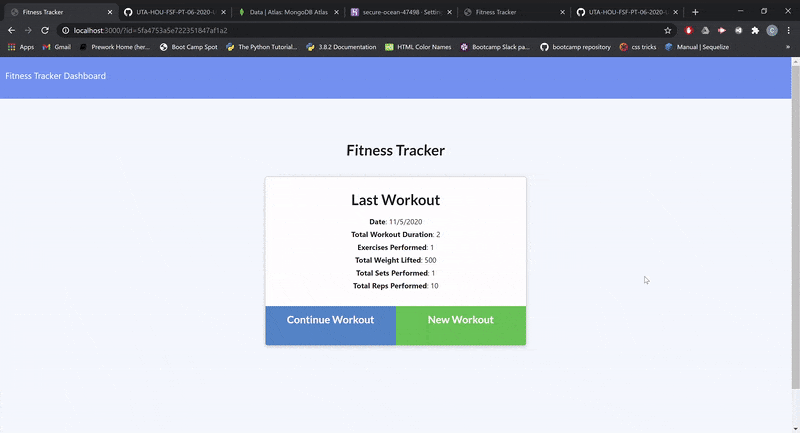 Fitness Tracker
UTA-HOU-FSF-PT-06-2020-U
Data | Atlas: MongoDB Atlas
secure-ocean-47498 · Settin
Fitness Tracker
UTA-HOU-FSF-PT-06-2020-U
localhost:3000/?id=5fa4753a5e722351847af1a2
Apps
Gmail
Prework Home (her...
Boot Camp Spot
The Python Tutorial...
3.8.2 Documentation
HTML Color Names
Bootcamp Slack pa...
bootcamp repository
css tricks
Manual | Sequelize
Fitness Tracker Dashboard
Fitness Tracker
Last Workout
Date: 11/5/2020
Total Workout Duration: 2
Exercises Performed: 1
Total Weight Lifted: 500
Total Sets Performed: 1
Total Reps Performed: 10
Continue Workout
New Workout